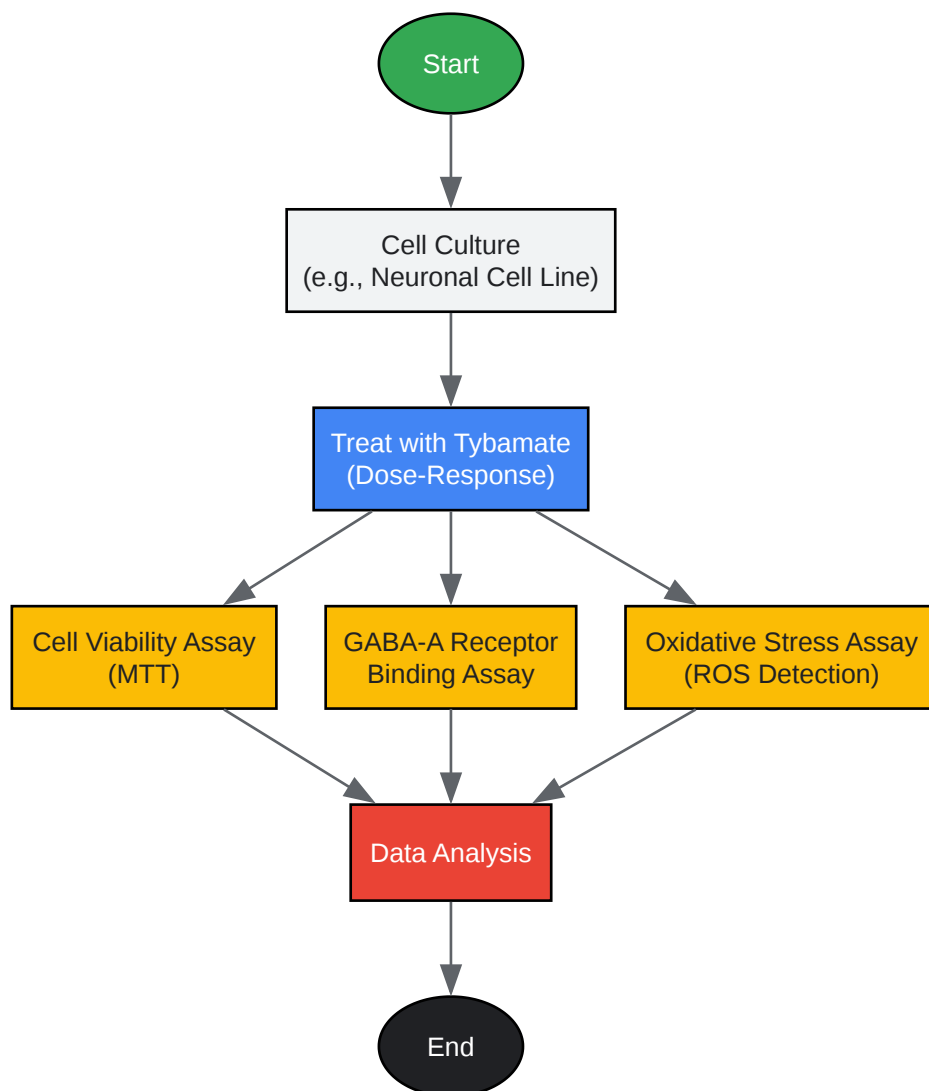 Start
Cell Culture
(e.g., Neuronal Cell Line)
Treat with Tybamate
(Dose-Response)
Cell Viability Assay
(MTT)
GABA-A Receptor
Binding Assay
Oxidative Stress Assay
(ROS Detection)
Data Analysis
End